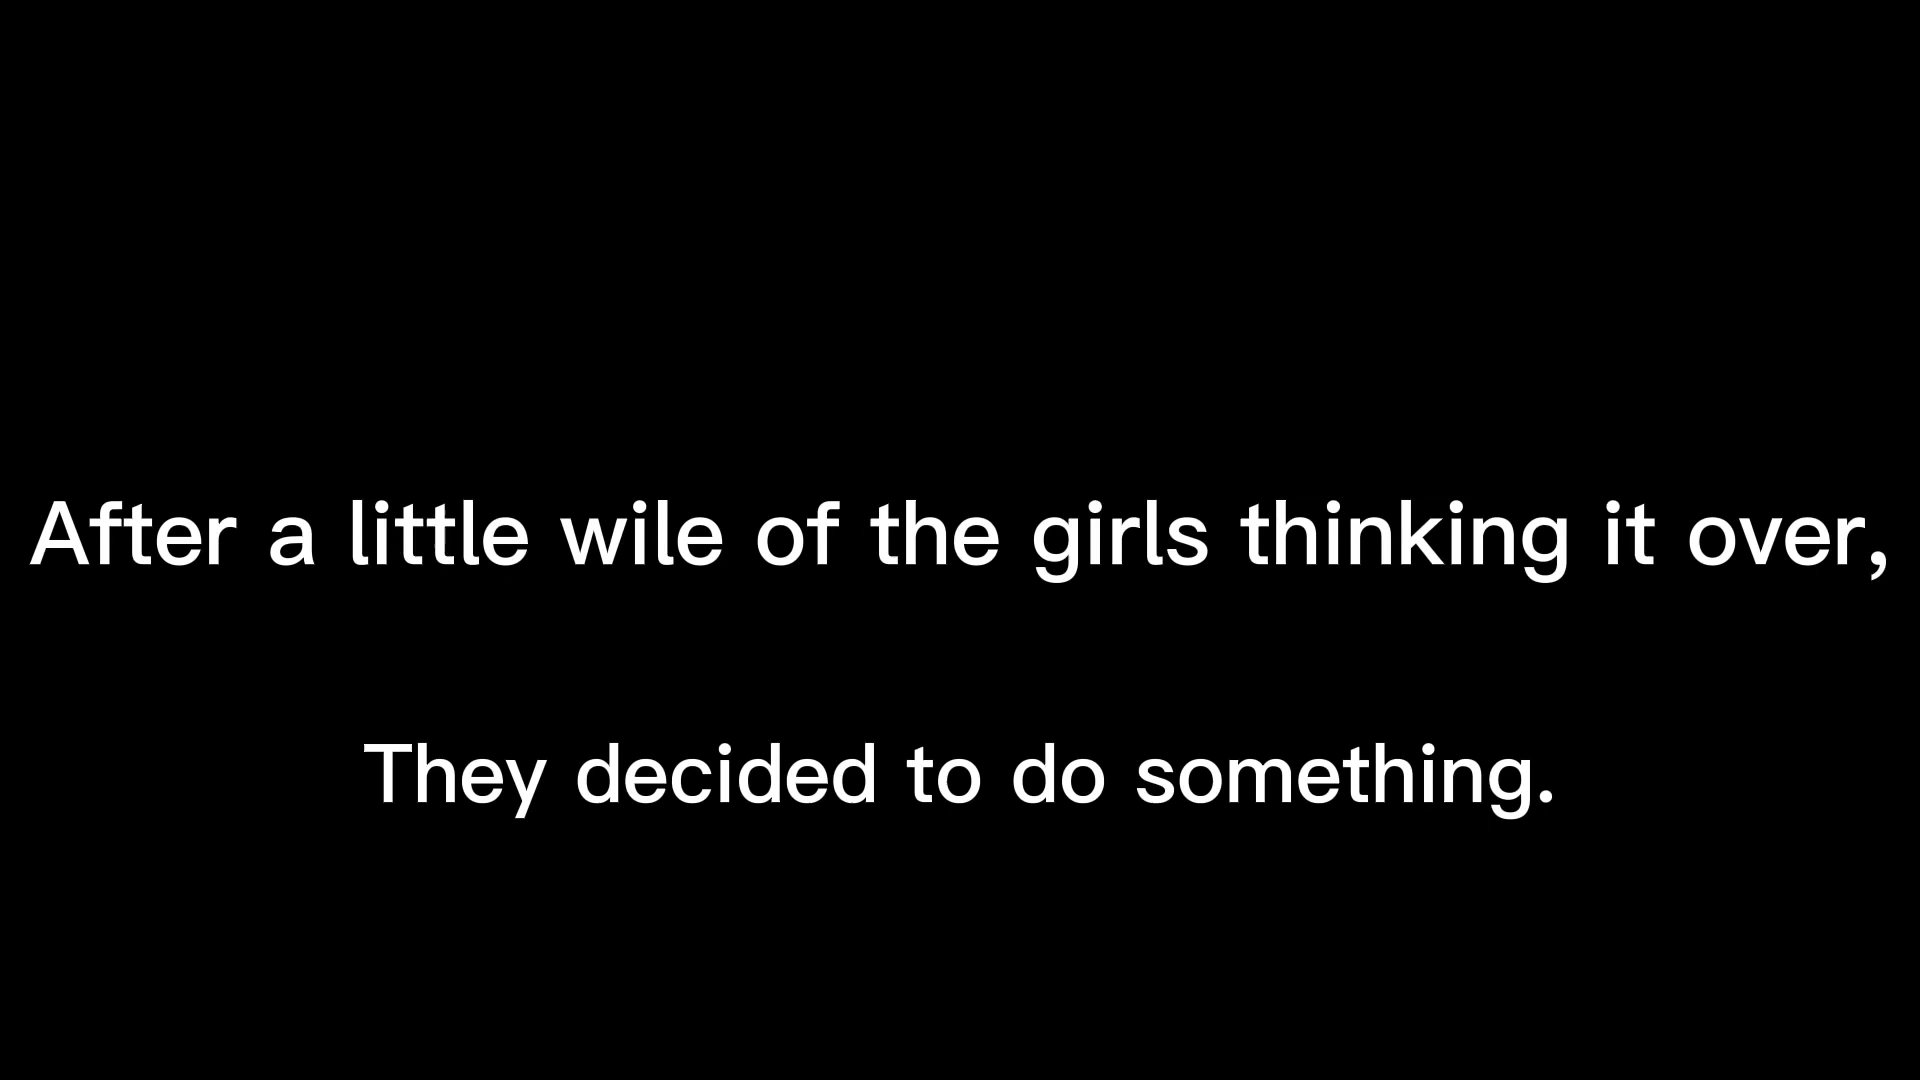 After a little wile of the girls thinking it over,
They decided to do something.